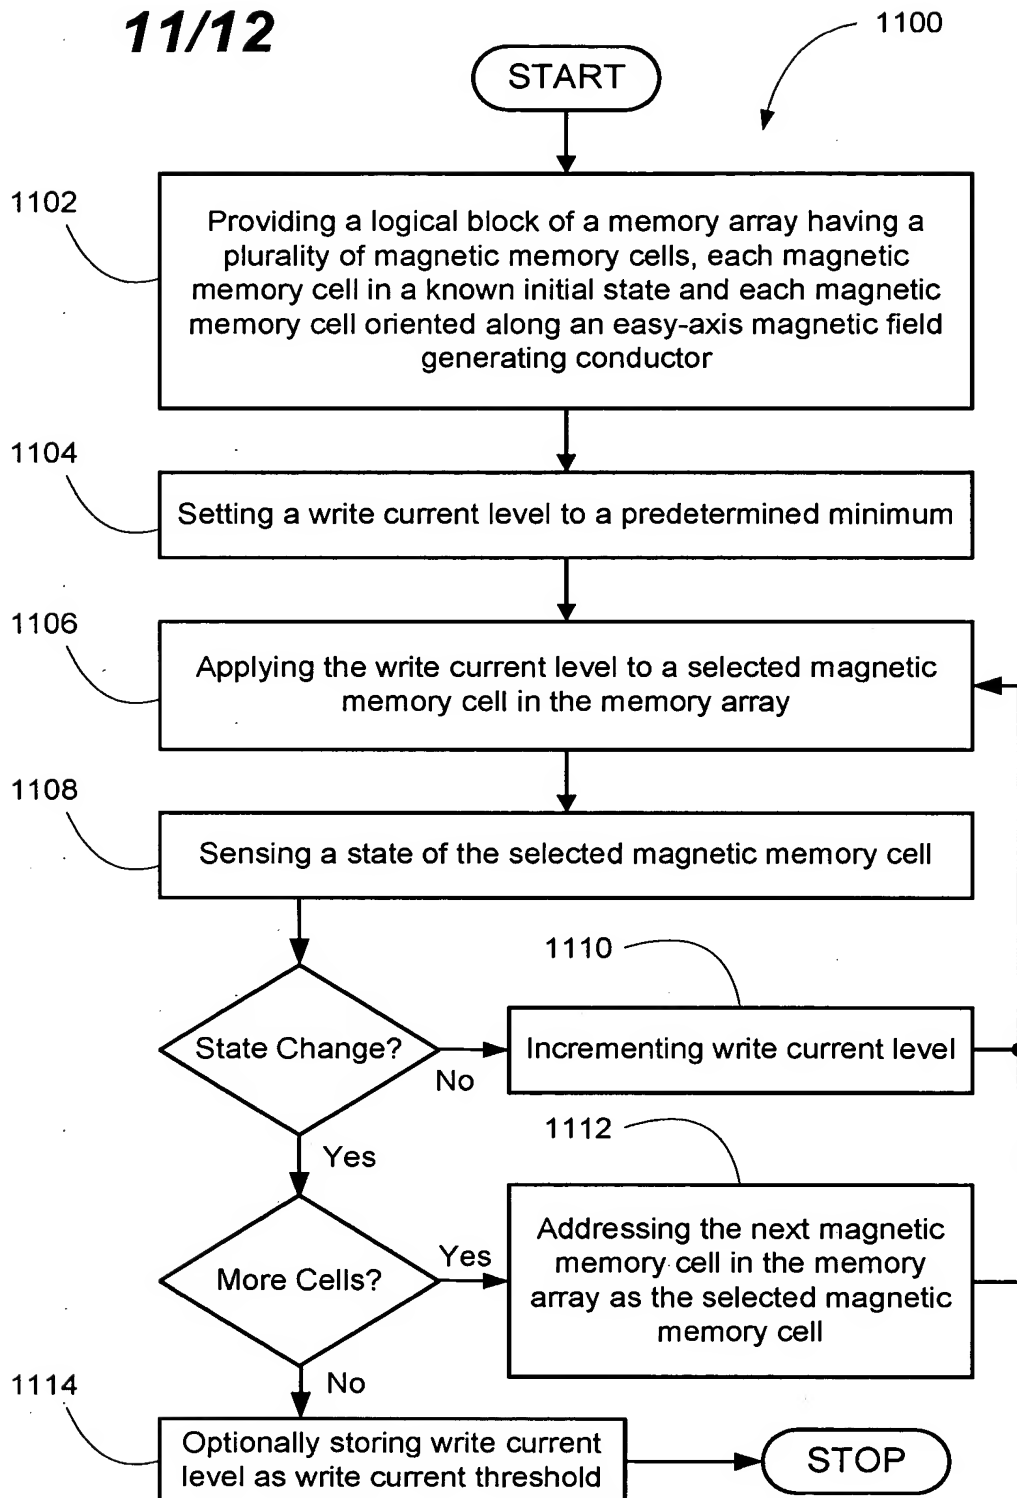 11/12
1100
START
1102
Providing a logical block of a memory array having a
plurality of magnetic memory cells, each magnetic
memory cell in a known initial state and each magnetic
memory cell oriented along an easy-axis magnetic field
generating conductor
1104
Setting a write current level to a predetermined minimum
1106
Applying the write current level to a selected magnetic
memory cell in the memory array
1108
Sensing a state of the selected magnetic memory cell
1110
State Change?
No
Incrementing write current level
Yes
1112
More Cells?
Yes
Addressing the next magnetic
memory cell in the memory
array as the selected magnetic
memory cell
No
1114
Optionally storing write current
level as write current threshold
STOP